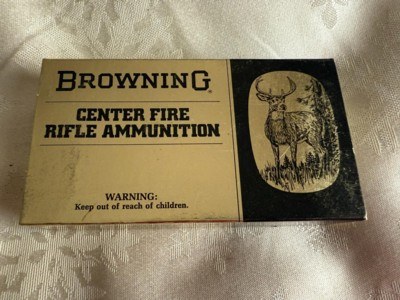 BROWNING
CENTER FIRE
RIFLE AMMUNITION
WARNING:
Keep out of reach of children.